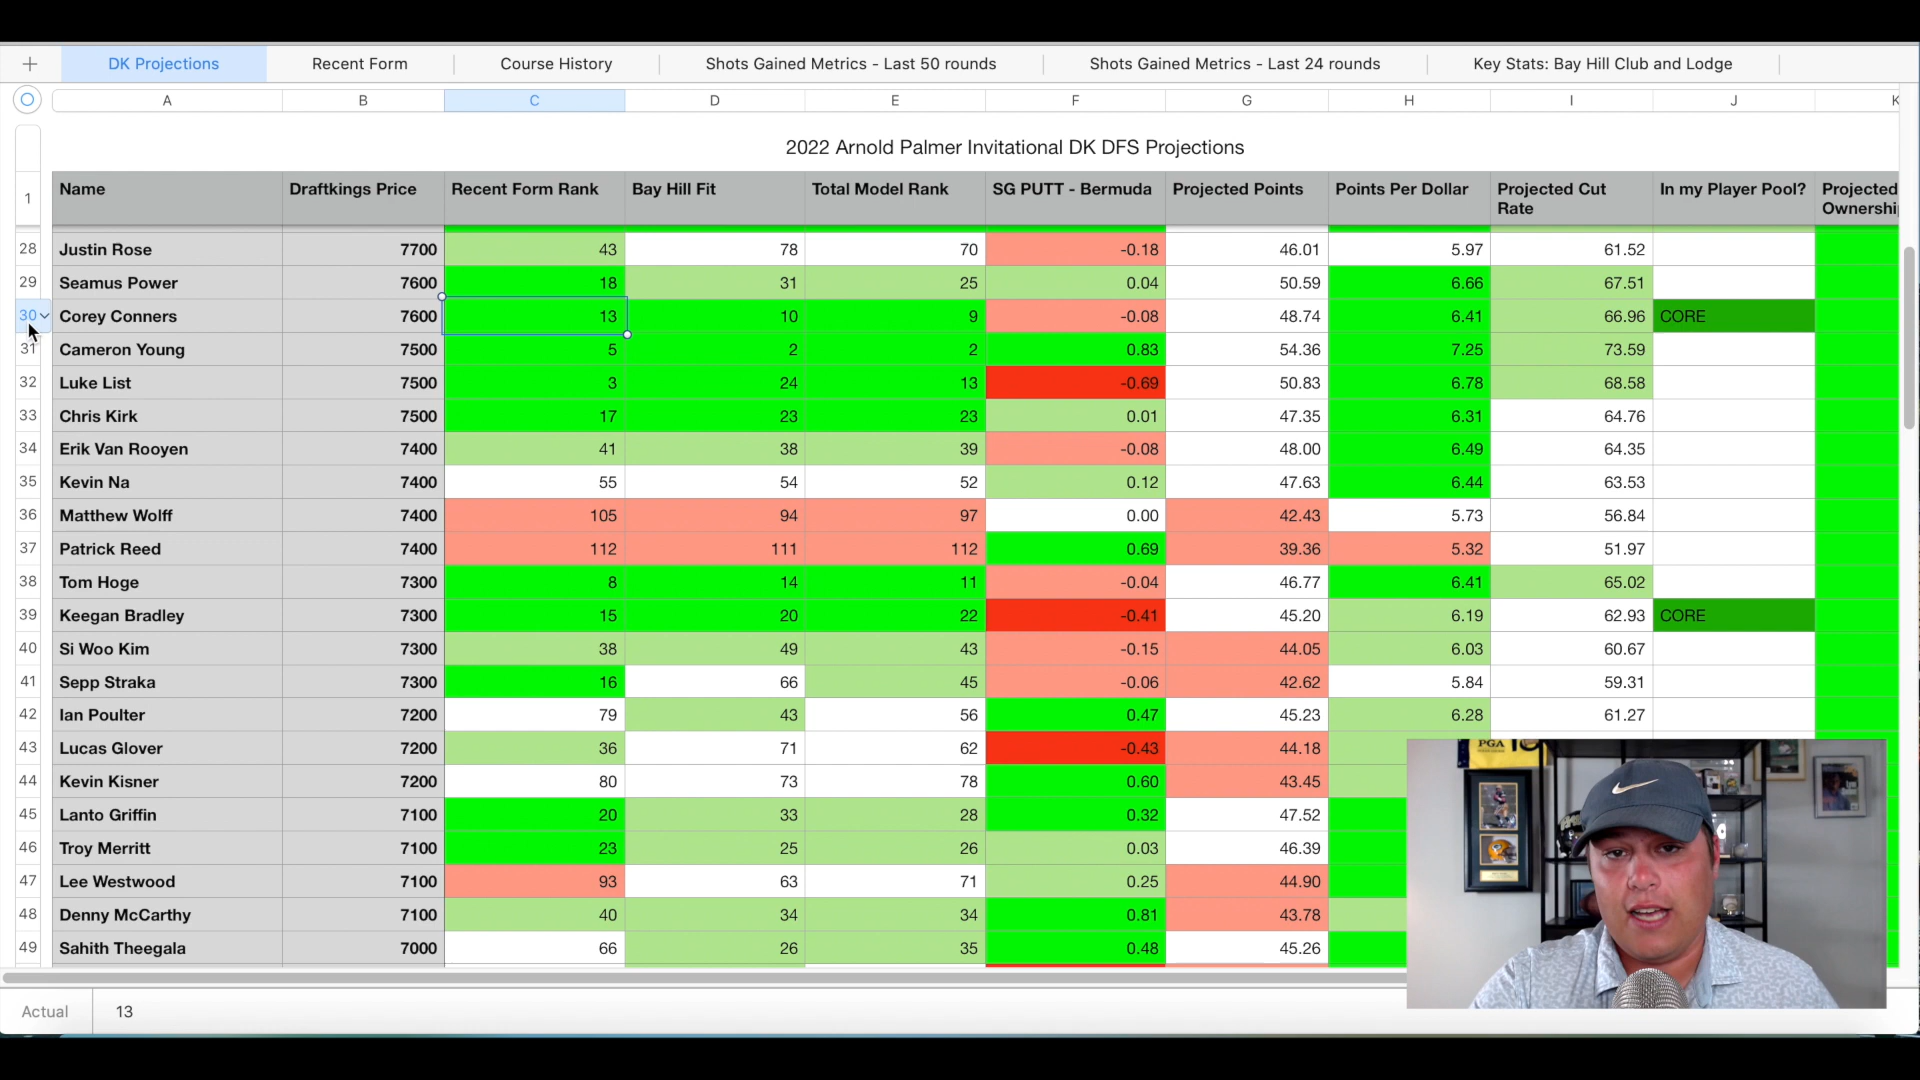 DK Projections Recent Form Course History Shots Gained Metrics - Last 50 rounds Shots Gained Metrics - Last 24 rounds Key Stats: Bay Hill Club and Lodge
A B C D E F G H I J K
2022 Arnold Palmer Invitational DK DFS Projections
1 Name Draftkings Price Recent Form Rank Bay Hill Fit Total Model Rank SG PUTT - Bermuda Projected Points Points Per Dollar Projected Cut Rate In my Player Pool? Projected
28 Justin Rose 7700 43 78 70 -0.18 46.01 5.97 61.52
29 Seamus Power 7600 18 31 25 0.04 50.59 6.66 67.51
30 Corey Conners 7600 13 10 9 -0.08 48.74 6.41 66.96 CORE
31 Cameron Young 7500 5 2 2 0.83 54.36 7.25 73.59
32 Luke List 7500 3 24 13 -0.69 50.83 6.78 68.58
33 Chris Kirk 7500 17 23 23 0.01 47.35 6.31 64.76
34 Erik Van Rooyen 7400 41 38 39 -0.08 48.00 6.49 64.35
35 Kevin Na 7400 55 54 52 0.12 47.63 6.44 63.53
36 Matthew Wolff 7400 105 94 97 0.00 42.43 5.73 56.84
37 Patrick Reed 7400 112 111 112 0.69 39.36 5.32 51.97
38 Tom Hoge 7300 8 14 11 -0.04 46.77 6.41 65.02
39 Keegan Bradley 7300 15 20 22 -0.41 45.20 6.19 62.93 CORE
40 Si Woo Kim 7300 38 49 43 -0.15 44.05 6.03 60.67
41 Sepp Straka 7300 16 66 45 -0.06 42.62 5.84 59.31
42 Ian Poulter 7200 79 43 56 0.47 45.23 6.28 61.27
43 Lucas Glover 7200 36 71 62 -0.43 44.18
44 Kevin Kisner 7200 80 73 78 0.60 43.45
45 Lanto Griffin 7100 20 33 28 0.32 47.52
46 Troy Merritt 7100 23 25 26 0.03 46.39
47 Lee Westwood 7100 93 63 71 0.25 44.90
48 Denny McCarthy 7100 40 34 34 0.81 43.78
49 Sahith Theegala 7000 66 26 35 0.48 45.26
PGA
Actual 13